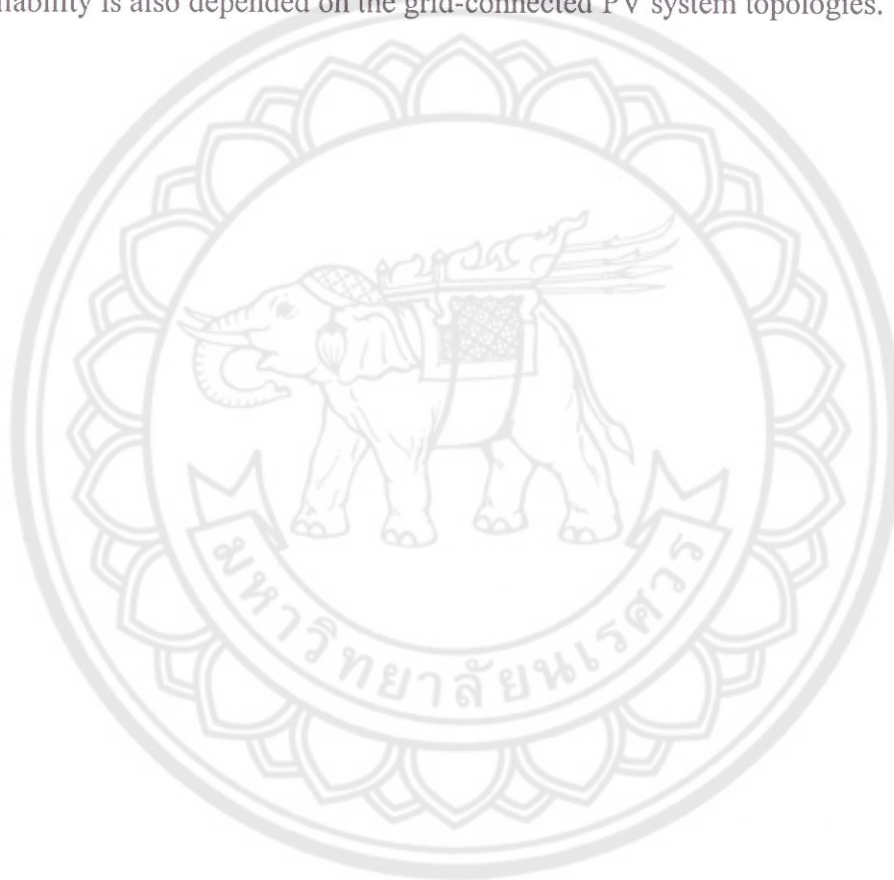 is also depended on the grid-connected PV system topologies.
มหาวิทยาลัยนเรศวร